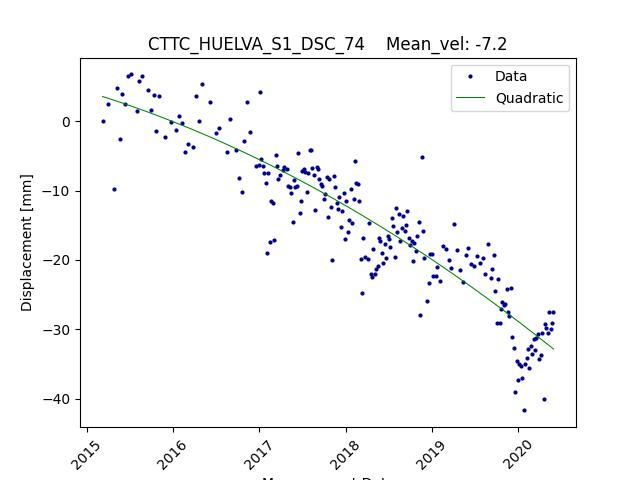 CTTC_HUELVA_S1_DSC_74    Mean_vel: -7.2
Data
Quadratic
Displacement [mm]
0
−10
−20
−30
−40
2015
2016
2017
2018
2019
2020